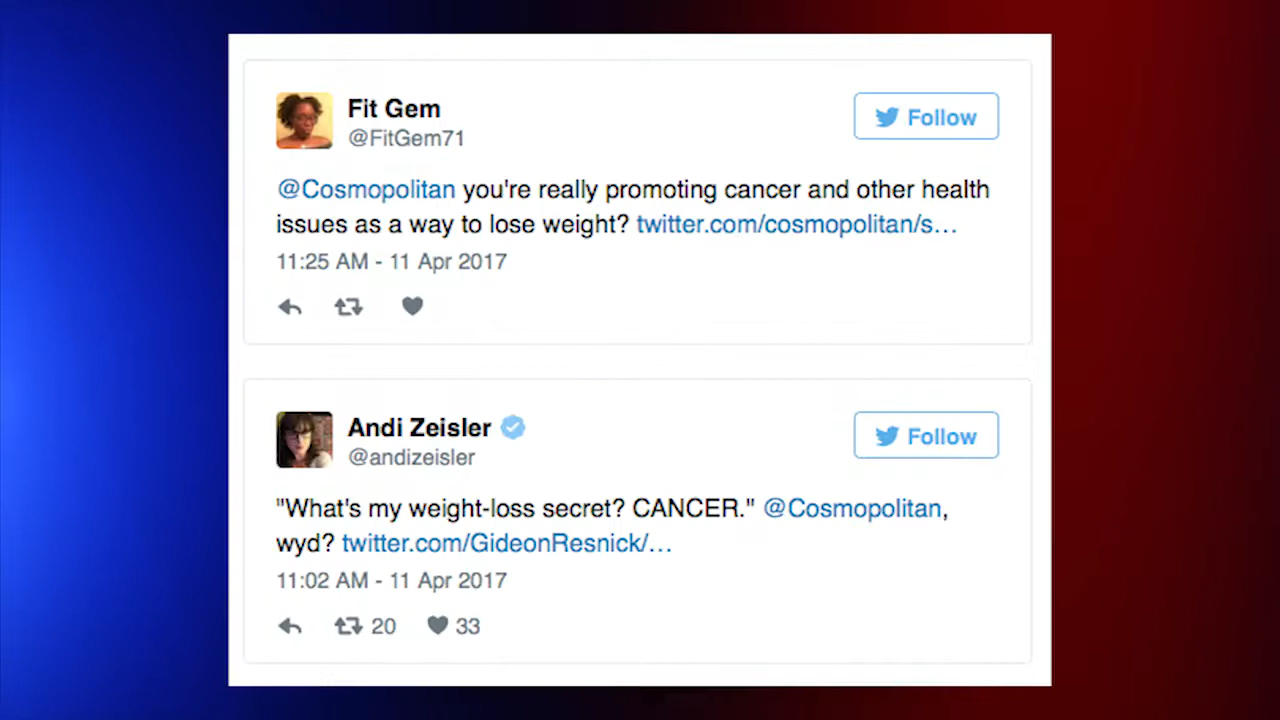 Fit Gem
@FitGem71
Follow
@Cosmopolitan you're really promoting cancer and other health
issues as a way to lose weight? twitter.com/cosmopolitan/s...
11:25 AM - 11 Apr 2017
Andi Zeisler
@andizeisler
Follow
"What's my weight-loss secret? CANCER." @Cosmopolitan,
wyd? twitter.com/GideonResnick/...
11:02 AM - 11 Apr 2017
20 33